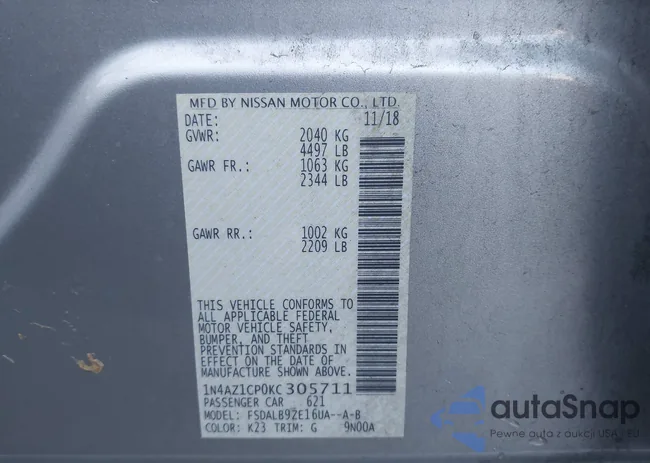 MFD BY NISSAN MOTOR CO., LTD.
DATE: 11/18
GVWR: 2040 KG
4497 LB
GAWR FR.: 1063 KG
2344 LB
GAWR RR.: 1002 KG
2209 LB
THIS VEHICLE CONFORMS TO
ALL APPLICABLE FEDERAL
MOTOR VEHICLE SAFETY,
BUMPER, AND THEFT
PREVENTION STANDARDS IN
EFFECT ON THE DATE OF
MANUFACTURE SHOWN ABOVE.
1N4AZ1CP0KC305711
PASSENGER CAR 621
MODEL: FSDALB9ZE16UA--A-B
COLOR: K23 TRIM: G 9N00A
autoSnap
Pewne auta z aukcji USA i EU